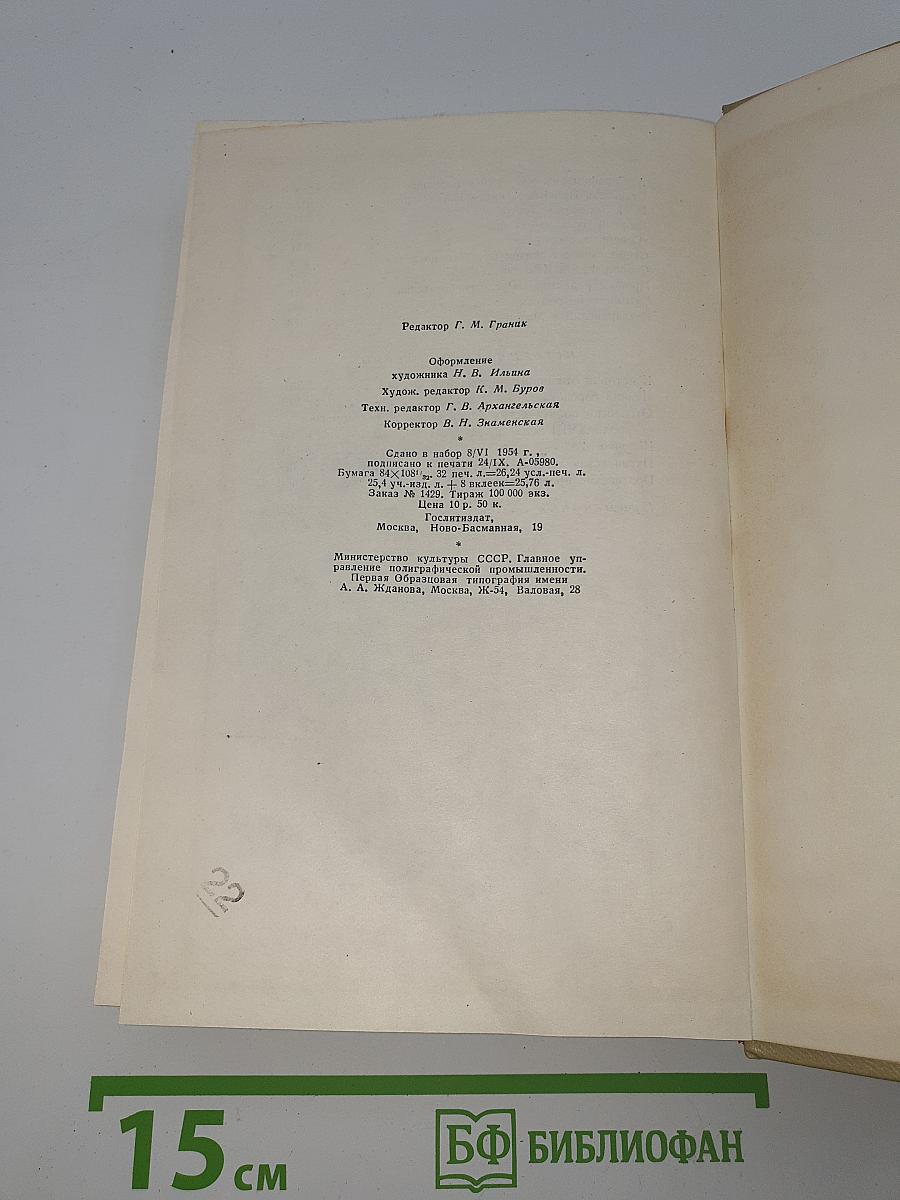 Редактор Г. М. Граник
Оформление
художника Н. В. Ильина
Худож. редактор К. М. Буров
Техн. редактор Г. В. Архангельская
Корректор В. Н. Знаменская
*
Сдано в набор 8/VI 1954 г.,
подписано к печати 24/IX. А-05980.
Бумага 84×108¹/₃₂. 32 печ. л.=26,24 усл.-печ. л.
25,4 уч.-изд. л. + 8 вклеек=25,76 л.
Заказ № 1429. Тираж 100 000 экз.
Цена 10 р. 50 к.
Гослитиздат,
Москва, Ново-Басманная, 19
*
Министерство культуры СССР. Главное уп-
равление полиграфической промышленности.
Первая Образцовая типография имени
А. А. Жданова, Москва, Ж-54, Валовая, 28
22
15 см
БФ БИБЛИОФАН